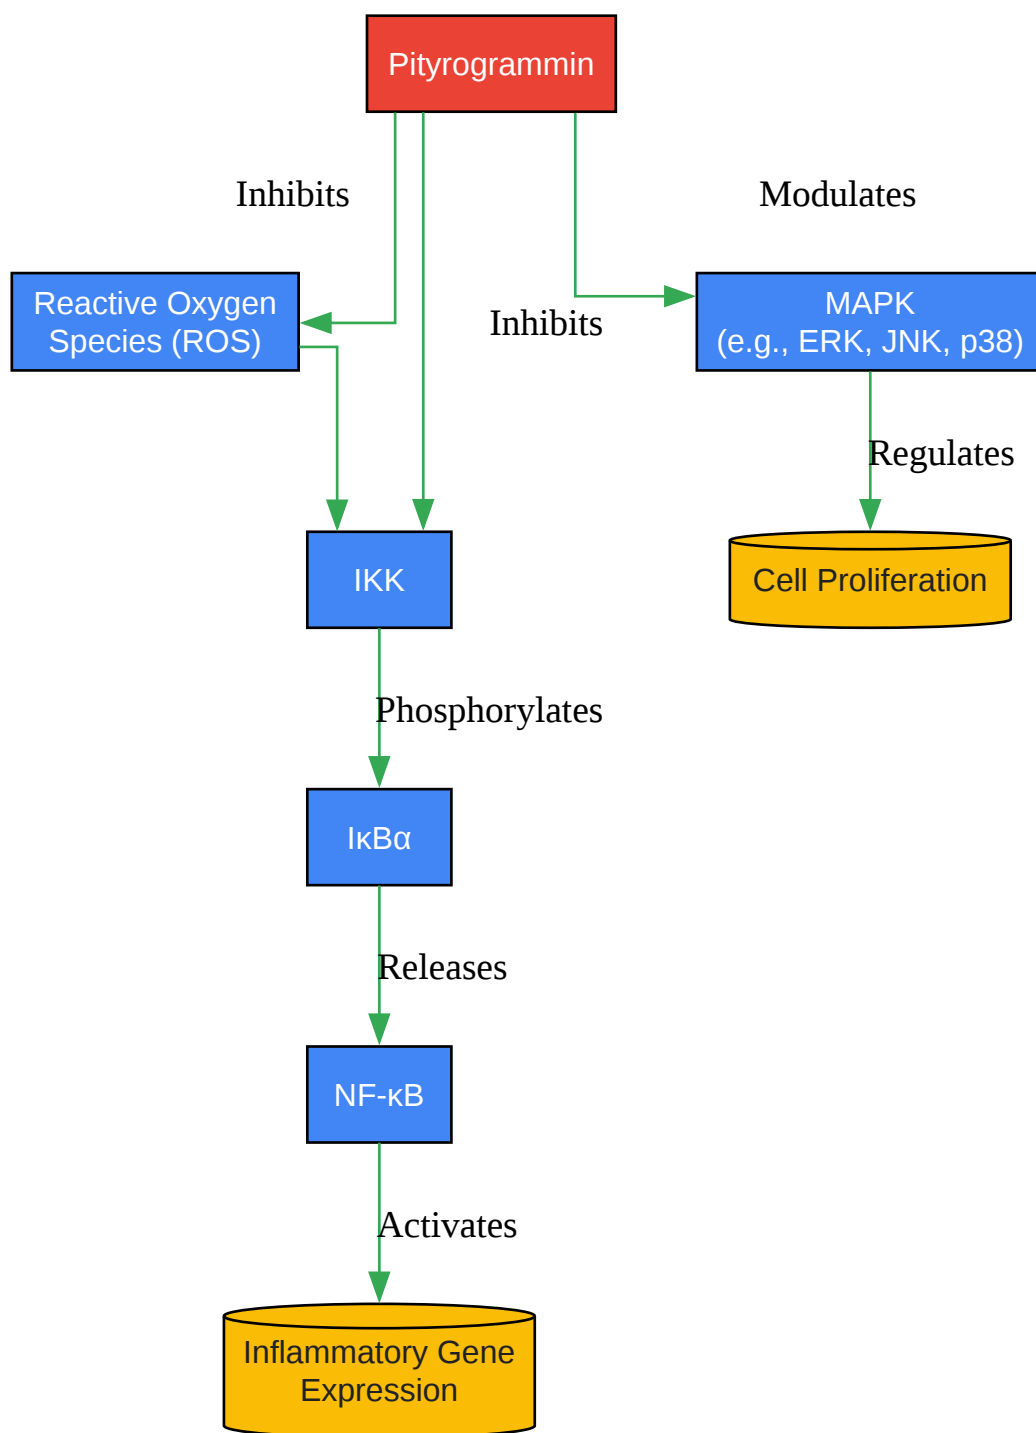 Pityrogrammin
Inhibits
Modulates
Reactive Oxygen
Species (ROS)
Inhibits
MAPK
(e.g., ERK, JNK, p38)
Regulates
IKK
Cell Proliferation
Phosphorylates
IκBα
Releases
NF-κB
Activates
Inflammatory Gene
Expression